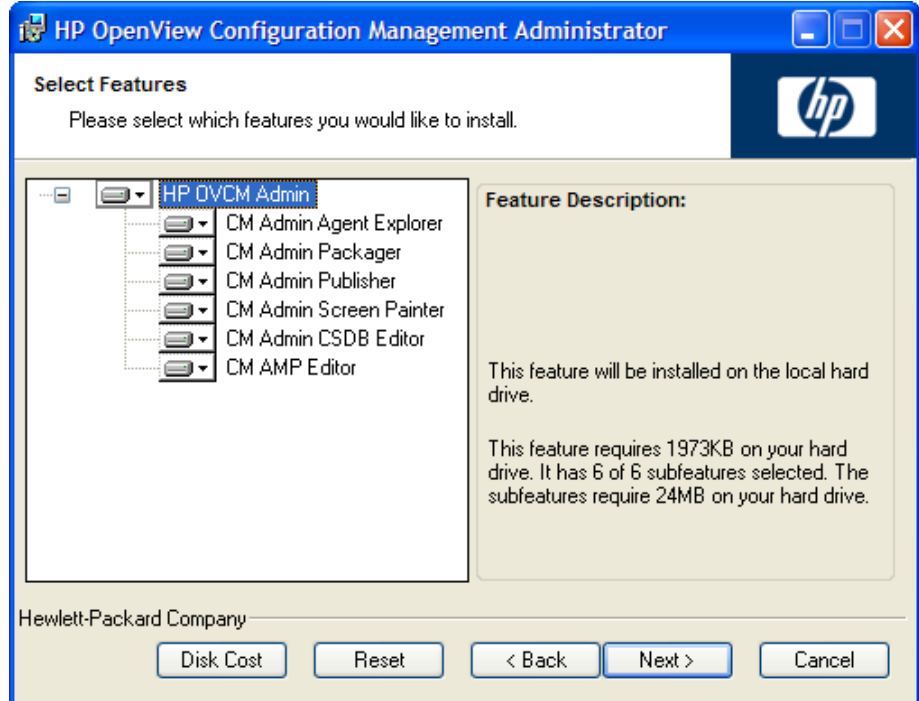 HP OpenView Configuration Management Administrator
Select Features
Please select which features you would like to install.
hp
HP OVCM Admin
CM Admin Agent Explorer
CM Admin Packager
CM Admin Publisher
CM Admin Screen Painter
CM Admin CSDB Editor
CM AMP Editor
Feature Description:
This feature will be installed on the local hard
drive.
This feature requires 1973KB on your hard
drive. It has 6 of 6 subfeatures selected. The
subfeatures require 24MB on your hard drive.
Hewlett-Packard Company
Disk Cost
Reset
< Back
Next >
Cancel